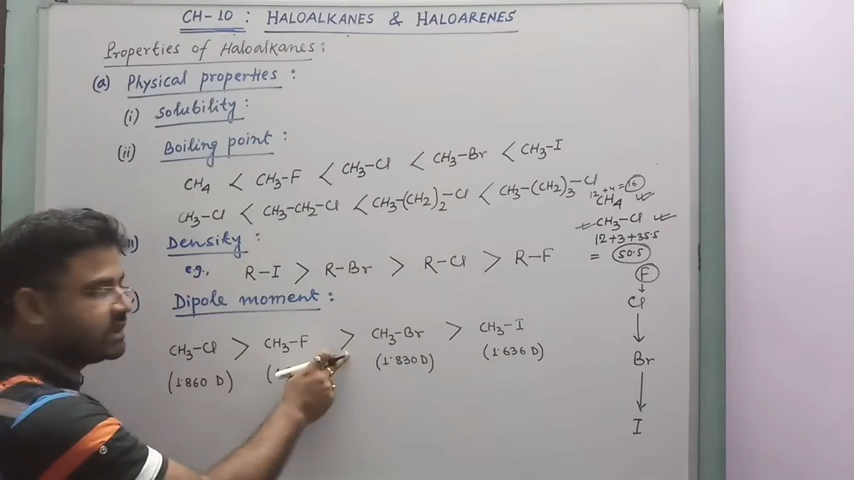 CH-10 : HALOALKANES & HALOARENES
Properties of Haloalkanes :
(a) Physical properties :
(i) Solubility :
(ii) Boiling point :
CH₄ < CH₃-F < CH₃-Cl < CH₃-Br < CH₃-I
CH₃-Cl < CH₃-CH₂-Cl < CH₃-(CH₂)₂-Cl < CH₃-(CH₂)₃-Cl
12+4=16
CH₄
CH₃-Cl
12+3+35.5
= 50.5
Density :
eg., R-I > R-Br > R-Cl > R-F
Dipole moment :
CH₃-Cl > CH₃-F > CH₃-Br > CH₃-I
(1.860 D) (1.830 D) (1.636 D)
F
↓
Cl
↓
Br
↓
I